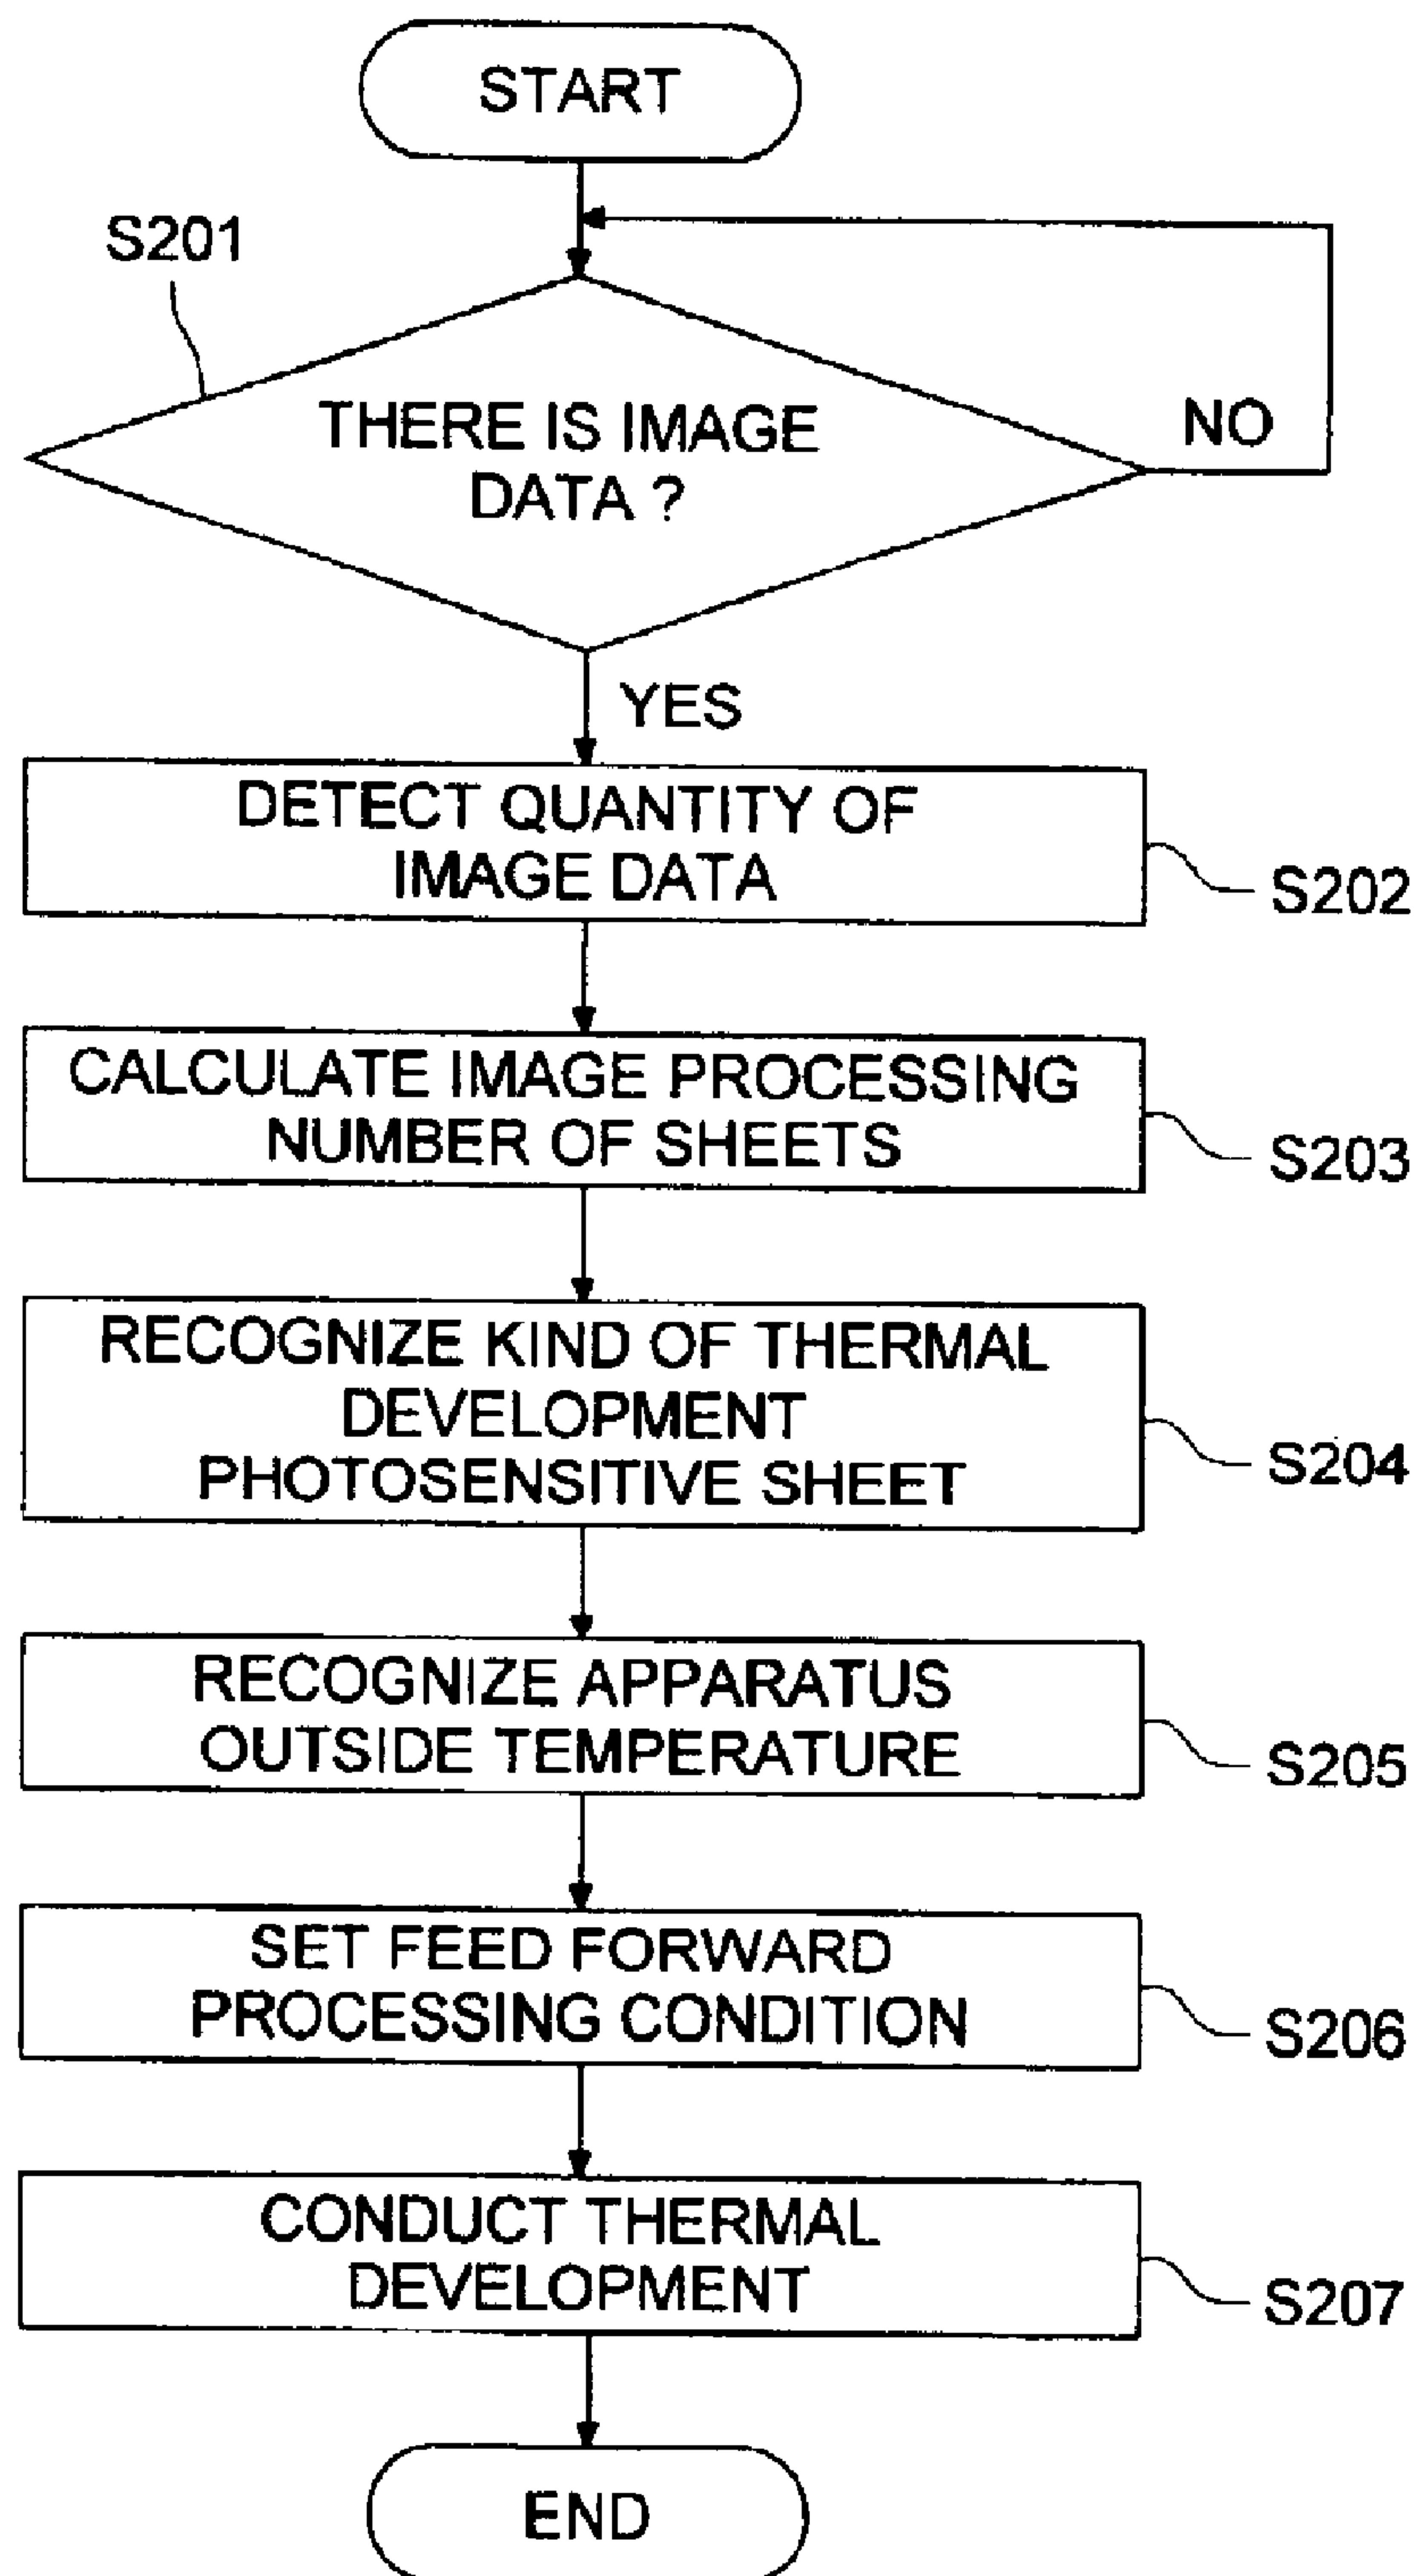 START
S201
THERE IS IMAGE
DATA ?
NO
YES
DETECT QUANTITY OF
IMAGE DATA
S202
CALCULATE IMAGE PROCESSING
NUMBER OF SHEETS
S203
RECOGNIZE KIND OF THERMAL
DEVELOPMENT
PHOTOSENSITIVE SHEET
S204
RECOGNIZE APPARATUS
OUTSIDE TEMPERATURE
S205
SET FEED FORWARD
PROCESSING CONDITION
S206
CONDUCT THERMAL
DEVELOPMENT
S207
END